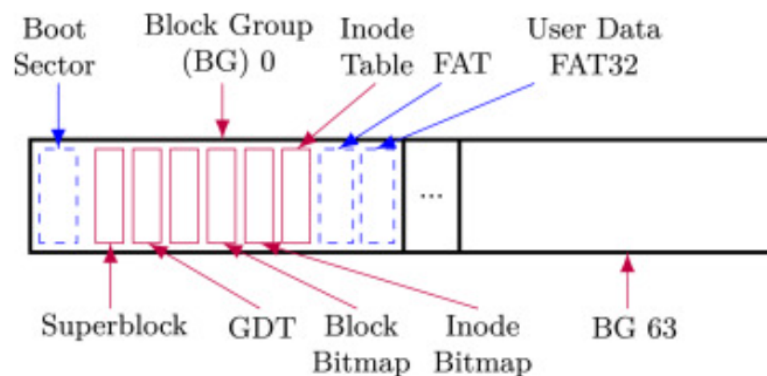 Boot
Sector
Block Group
(BG) 0
Inode
Table
FAT
User Data
FAT32
...
Superblock
GDT
Block
Bitmap
Inode
Bitmap
BG 63